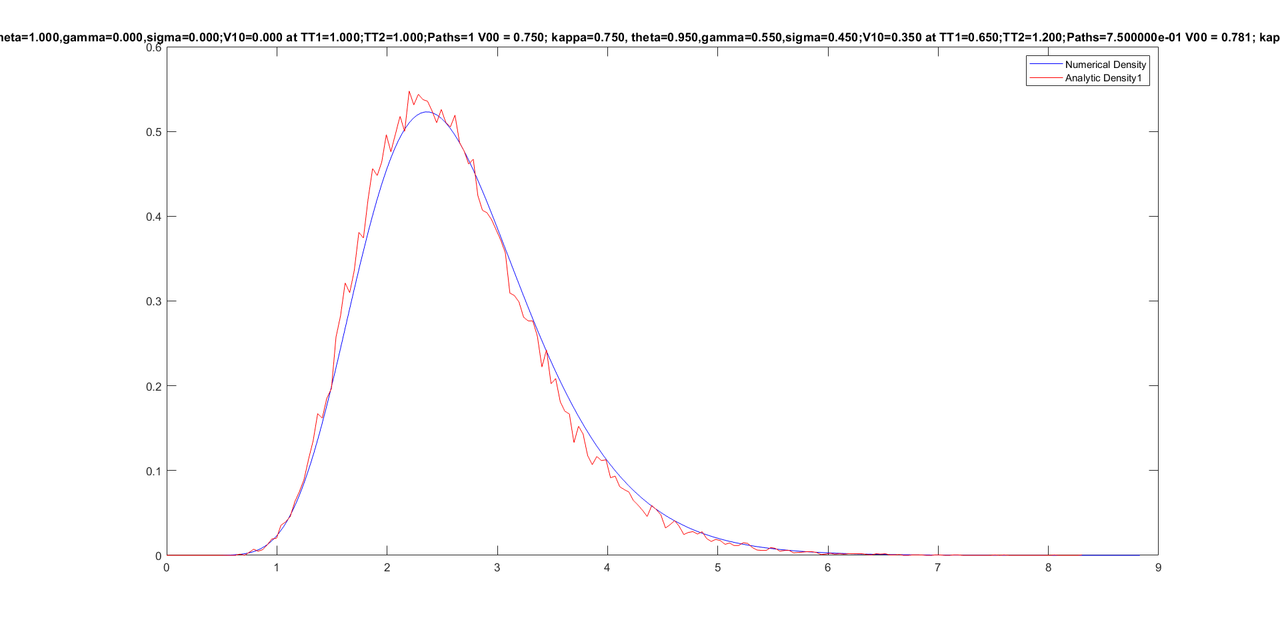 heta=1.000,gamma=0.000,sigma=0.000;V10=0.000 at TT1=1.000;TT2=1.000;Paths=1 V00 = 0.750; kappa=0.750, theta=0.950,gamma=0.550,sigma=0.450;V10=0.350 at TT1=0.650;TT2=1.200;Paths=7.500000e-01 V00 = 0.781; kap
Numerical Density
Analytic Density1
0.6
0.5
0.4
0.3
0.2
0.1
0
0 1 2 3 4 5 6 7 8 9